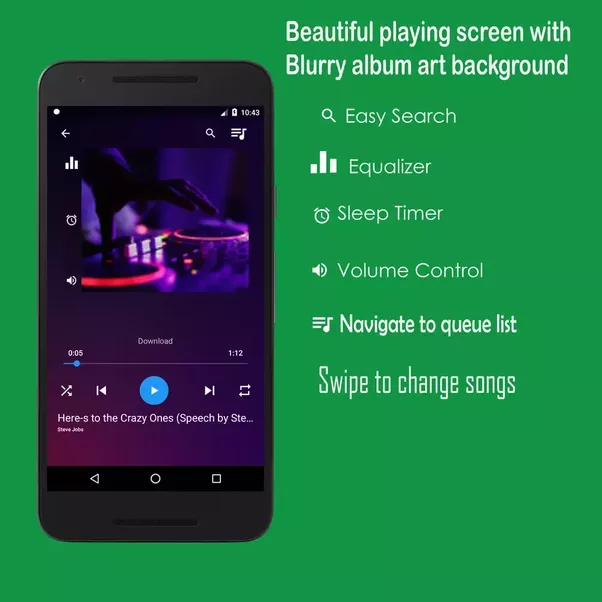 Beautiful playing screen with
Blurry album art background
Easy Search
Equalizer
Sleep Timer
Volume Control
Navigate to queue list
Swipe to change songs
10:43
Download
0:05 1:12
Here-s to the Crazy Ones (Speech by Ste...
Steve Jobs